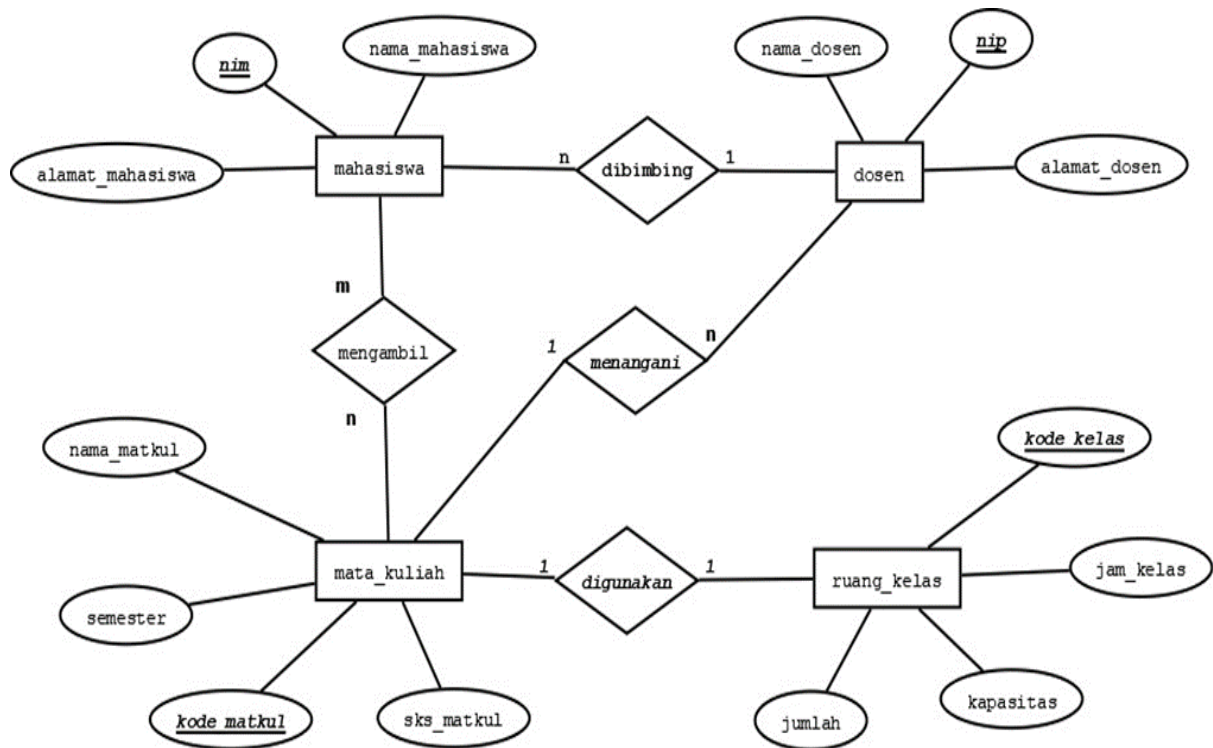 nama_mahasiswa
nama_dosen
nip
nim
mahasiswa
n
dibimbing
1
dosen
alamat_mahasiswa
alamat_dosen
m
mengambil
n
1
menangani
n
kode kelas
nama_matkul
mata_kuliah
1
digunakan
1
ruang_kelas
jam_kelas
semester
kode matkul
sks_matkul
jumlah
kapasitas